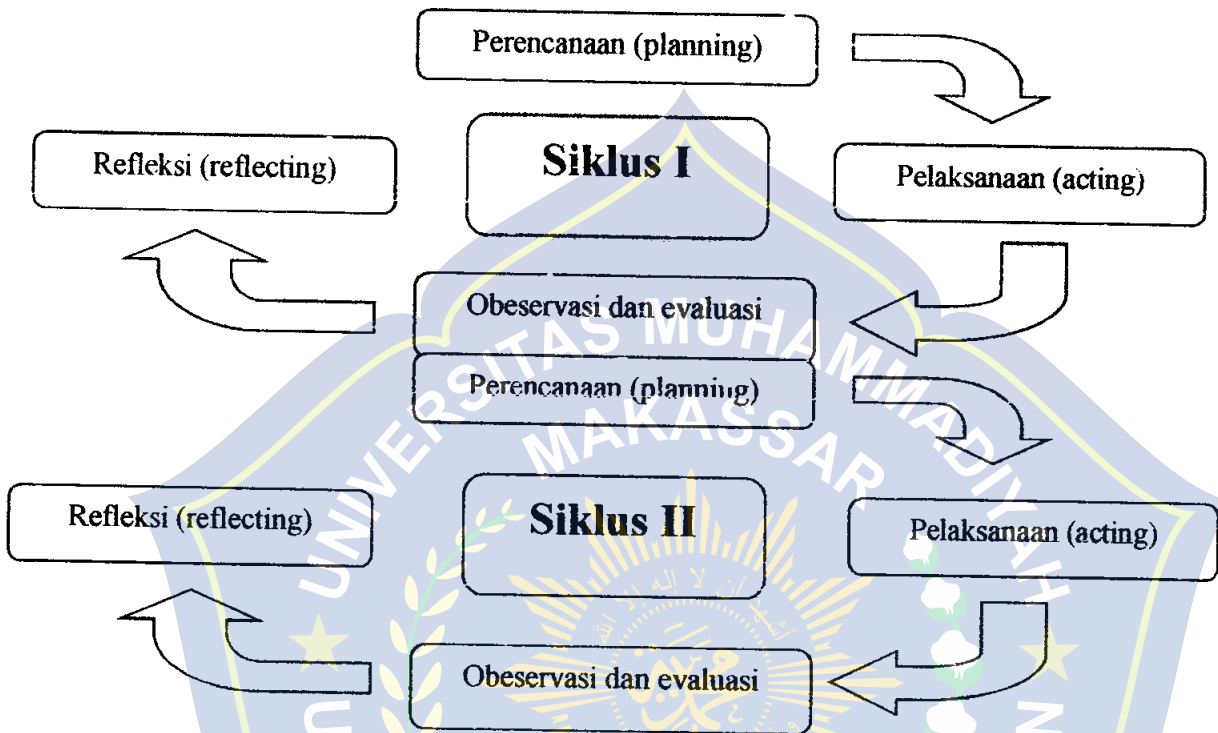 Perencanaan (planning)
Refleksi (reflecting)
Siklus I
Pelaksanaan (acting)
Obeservasi dan evaluasi
Perencanaan (planning)
Refleksi (reflecting)
Siklus II
Pelaksanaan (acting)
Obeservasi dan evaluasi
UNIVERSITAS MUHAMMADIYAH
MAKASSAR